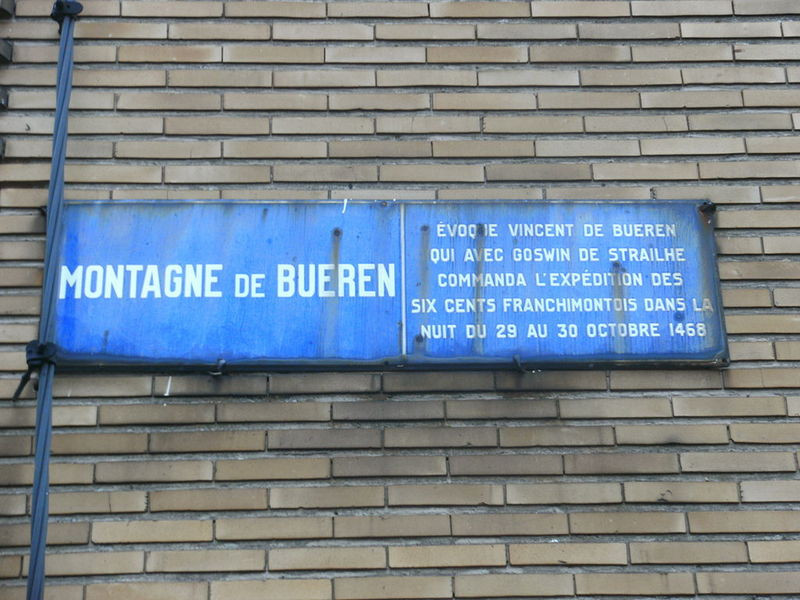 MONTAGNE DE BUEREN
ÉVOQUE VINCENT DE BUEREN
QUI AVEC GOSWIN DE STRAILHE
COMMANDA L'EXPÉDITION DES
SIX CENTS FRANCHIMONTOIS DANS LA
NUIT DU 29 AU 30 OCTOBRE 1468